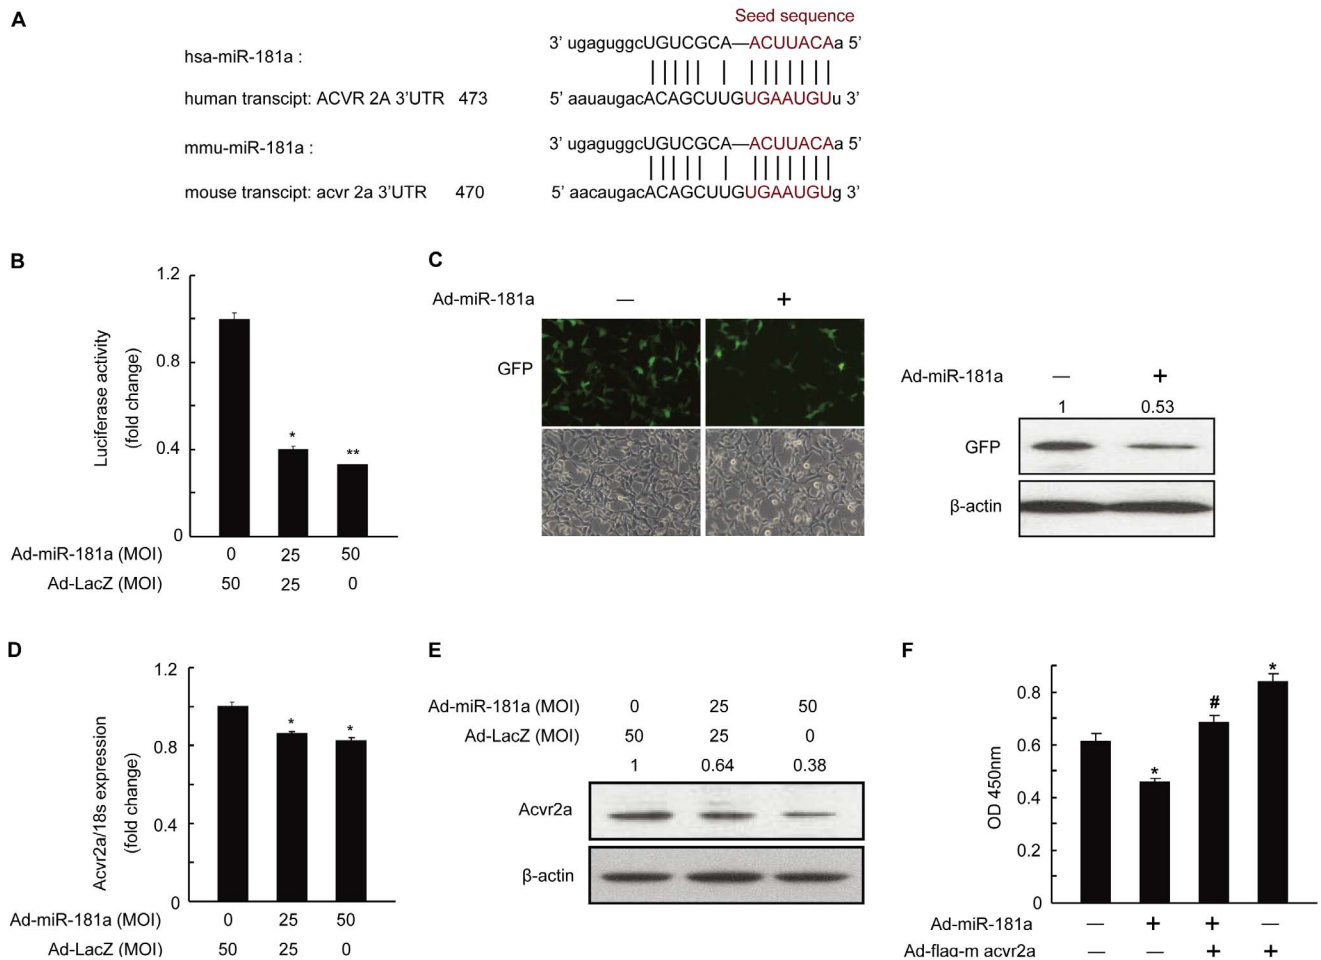 A
Seed sequence
hsa-miR-181a :
3’ ugaguggcUGUCGCA—ACUUACAa 5’
human transcipt: ACVR 2A 3’UTR 473
5’ aauaugacACAGCUUGUGAAUGUu 3’
mmu-miR-181a :
3’ ugaguggcUGUCGCA—ACUUACAa 5’
mouse transcipt: acvr 2a 3’UTR 470
5’ aacaugacACAGCUUGUGAAUGUg 3’
B
Luciferase activity
(fold change)
1.2
0.8
0.4
0
*
**
Ad-miR-181a (MOI) 0 25 50
Ad-LacZ (MOI) 50 25 0
C
Ad-miR-181a — +
GFP
Ad-miR-181a — +
1 0.53
GFP
β-actin
D
Acvr2a/18s expression
(fold change)
1.2
0.8
0.4
0
*
*
Ad-miR-181a (MOI) 0 25 50
Ad-LacZ (MOI) 50 25 0
E
Ad-miR-181a (MOI) 0 25 50
Ad-LacZ (MOI) 50 25 0
1 0.64 0.38
Acvr2a
β-actin
F
OD 450nm
0.8
0.6
0.4
0.2
0
*
#
*
Ad-miR-181a — + + —
Ad-flag-m acvr2a — — + +